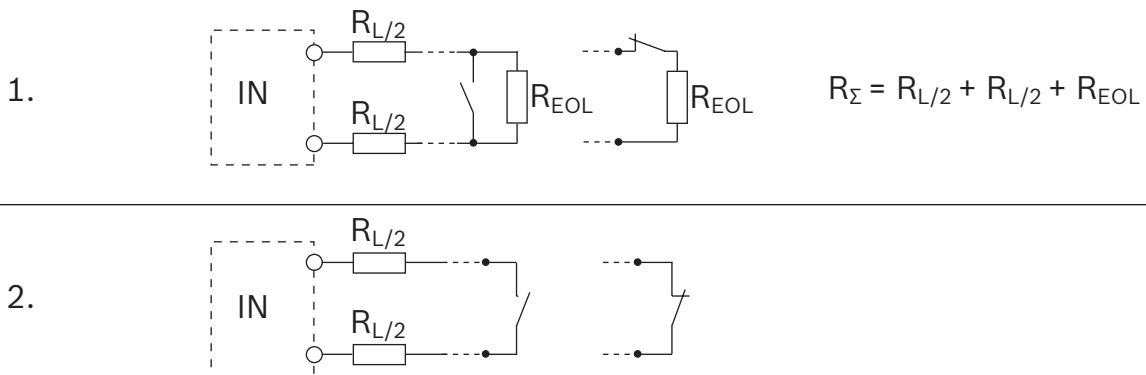 R_L/2
1. IN R_EOL R_EOL R_Σ = R_L/2 + R_L/2 + R_EOL
R_L/2
R_L/2
2. IN
R_L/2